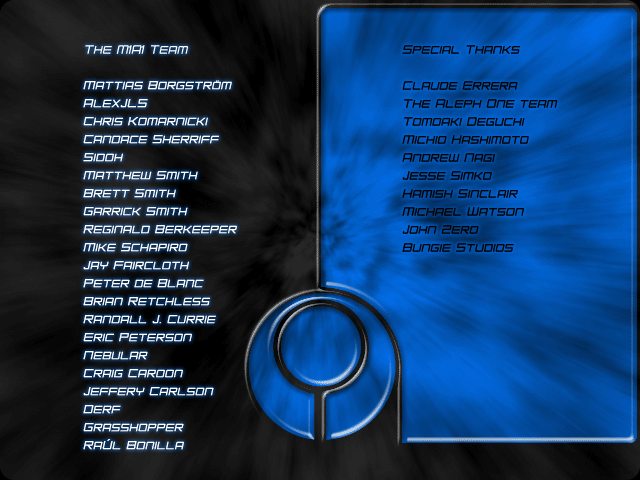 The M1A1 Team
Mattias Borgström
AlexJLS
Chris Komarnicki
Candace Sherriff
Sidoh
Matthew Smith
Brett Smith
Garrick Smith
Reginald Berkeeper
Mike Schapiro
Jay Faircloth
Peter de Blanc
Brian Retchless
Randall J. Currie
Eric Peterson
Nebular
Craig Cardon
Jeffery Carlson
Derf
Grasshopper
Raúl Bonilla
Special Thanks
Claude Errera
The Aleph One team
Tomoaki Deguchi
Michio Hashimoto
Andrew Nagi
Jesse Simko
Hamish Sinclair
Michael Watson
John Zero
Bungie Studios